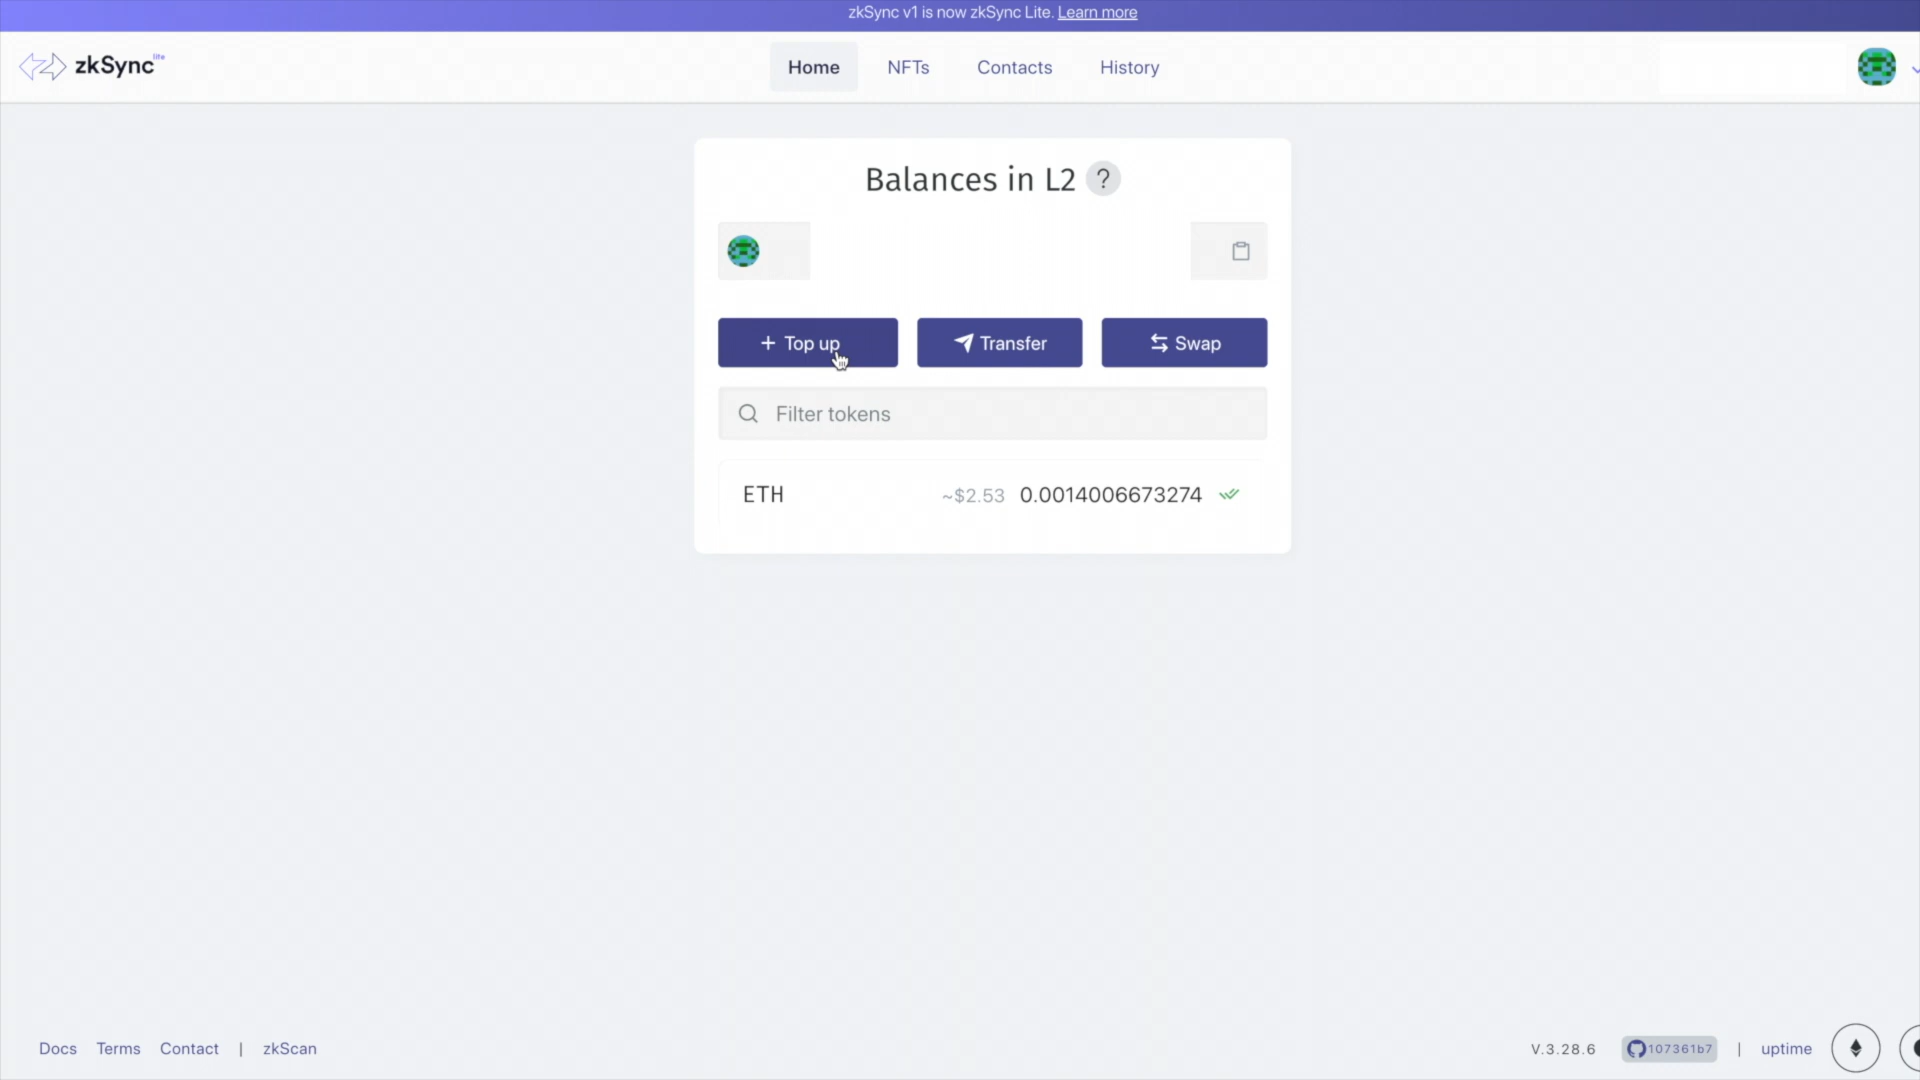 zkSync v1 is now zkSync Lite. Learn more
zkSync lite
Home
NFTs
Contacts
History
Balances in L2 ?
+ Top up
Transfer
Swap
Filter tokens
ETH ~$2.53 0.0014006673274
Docs Terms Contact | zkScan
V.3.28.6 107361b7 | uptime